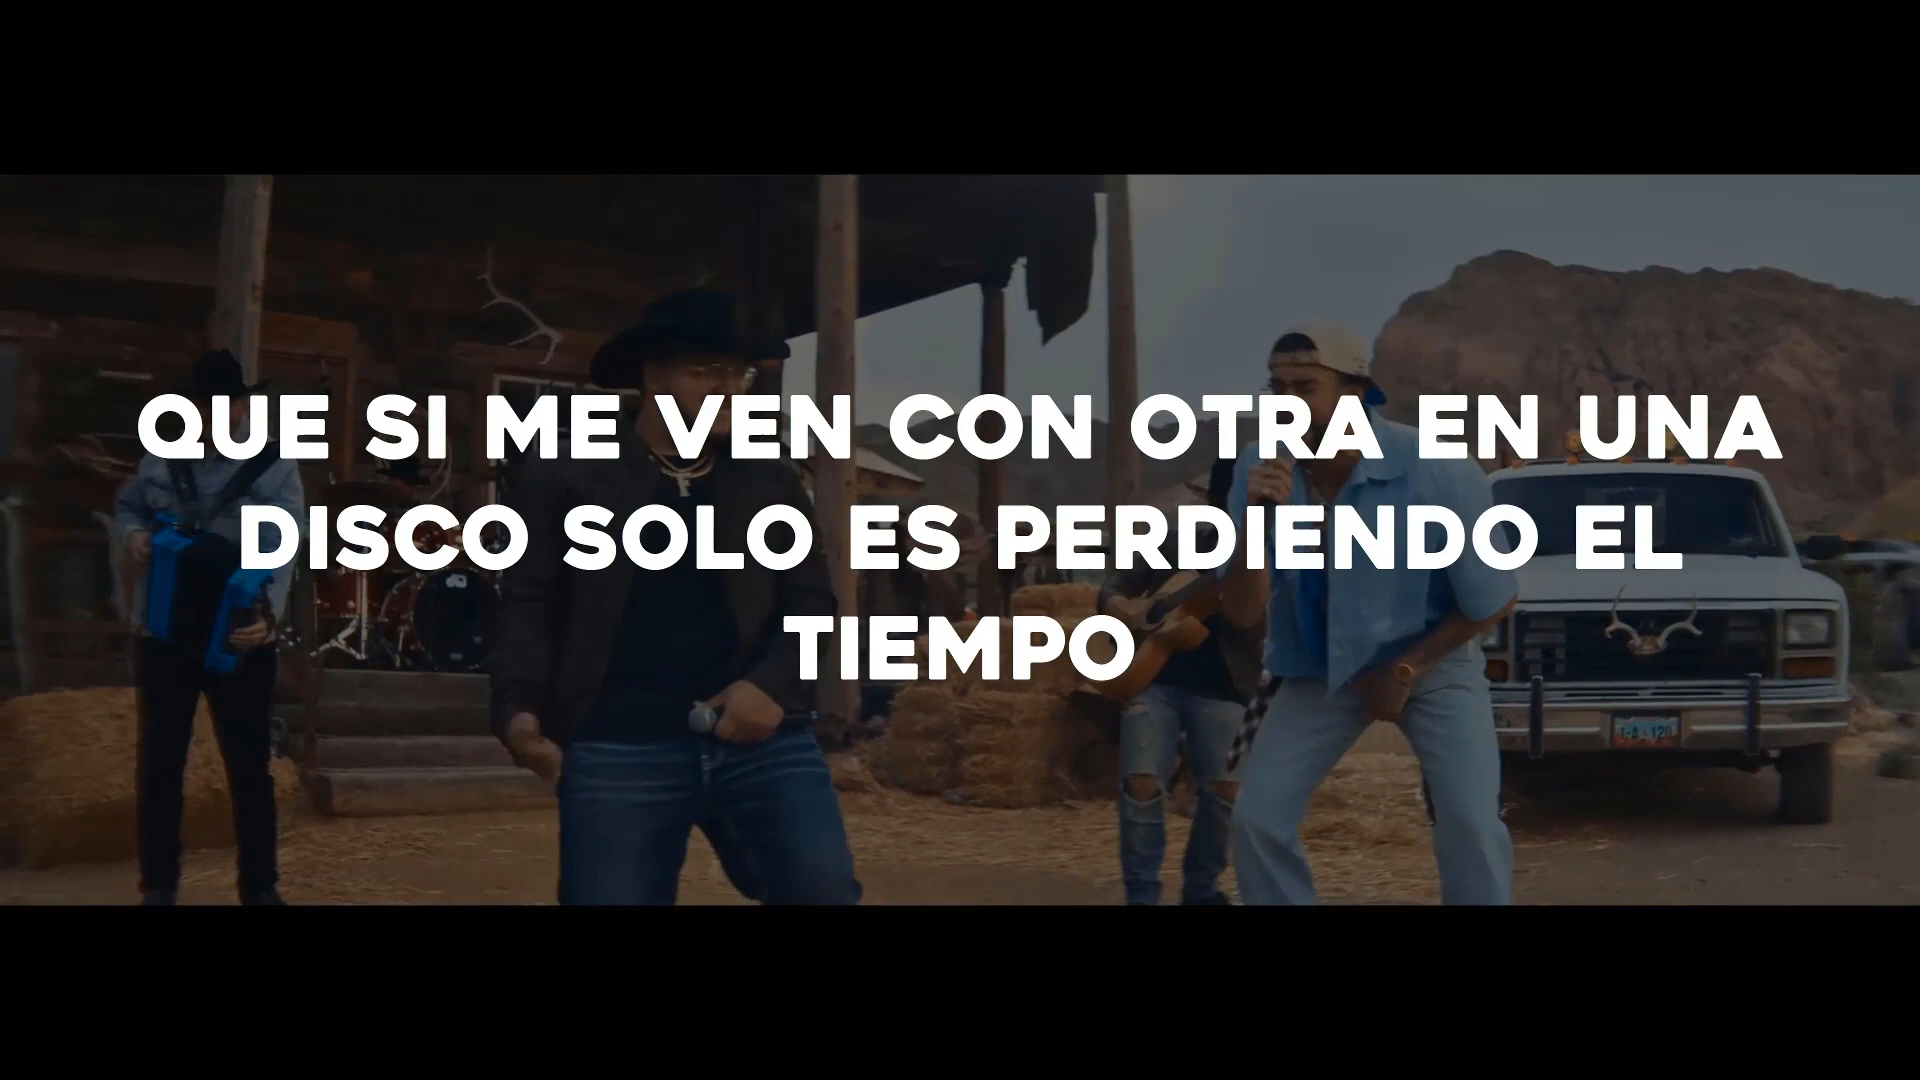 QUE SI ME VEN CON OTRA EN UNA
DISCO SOLO ES PERDIENDO EL
TIEMPO